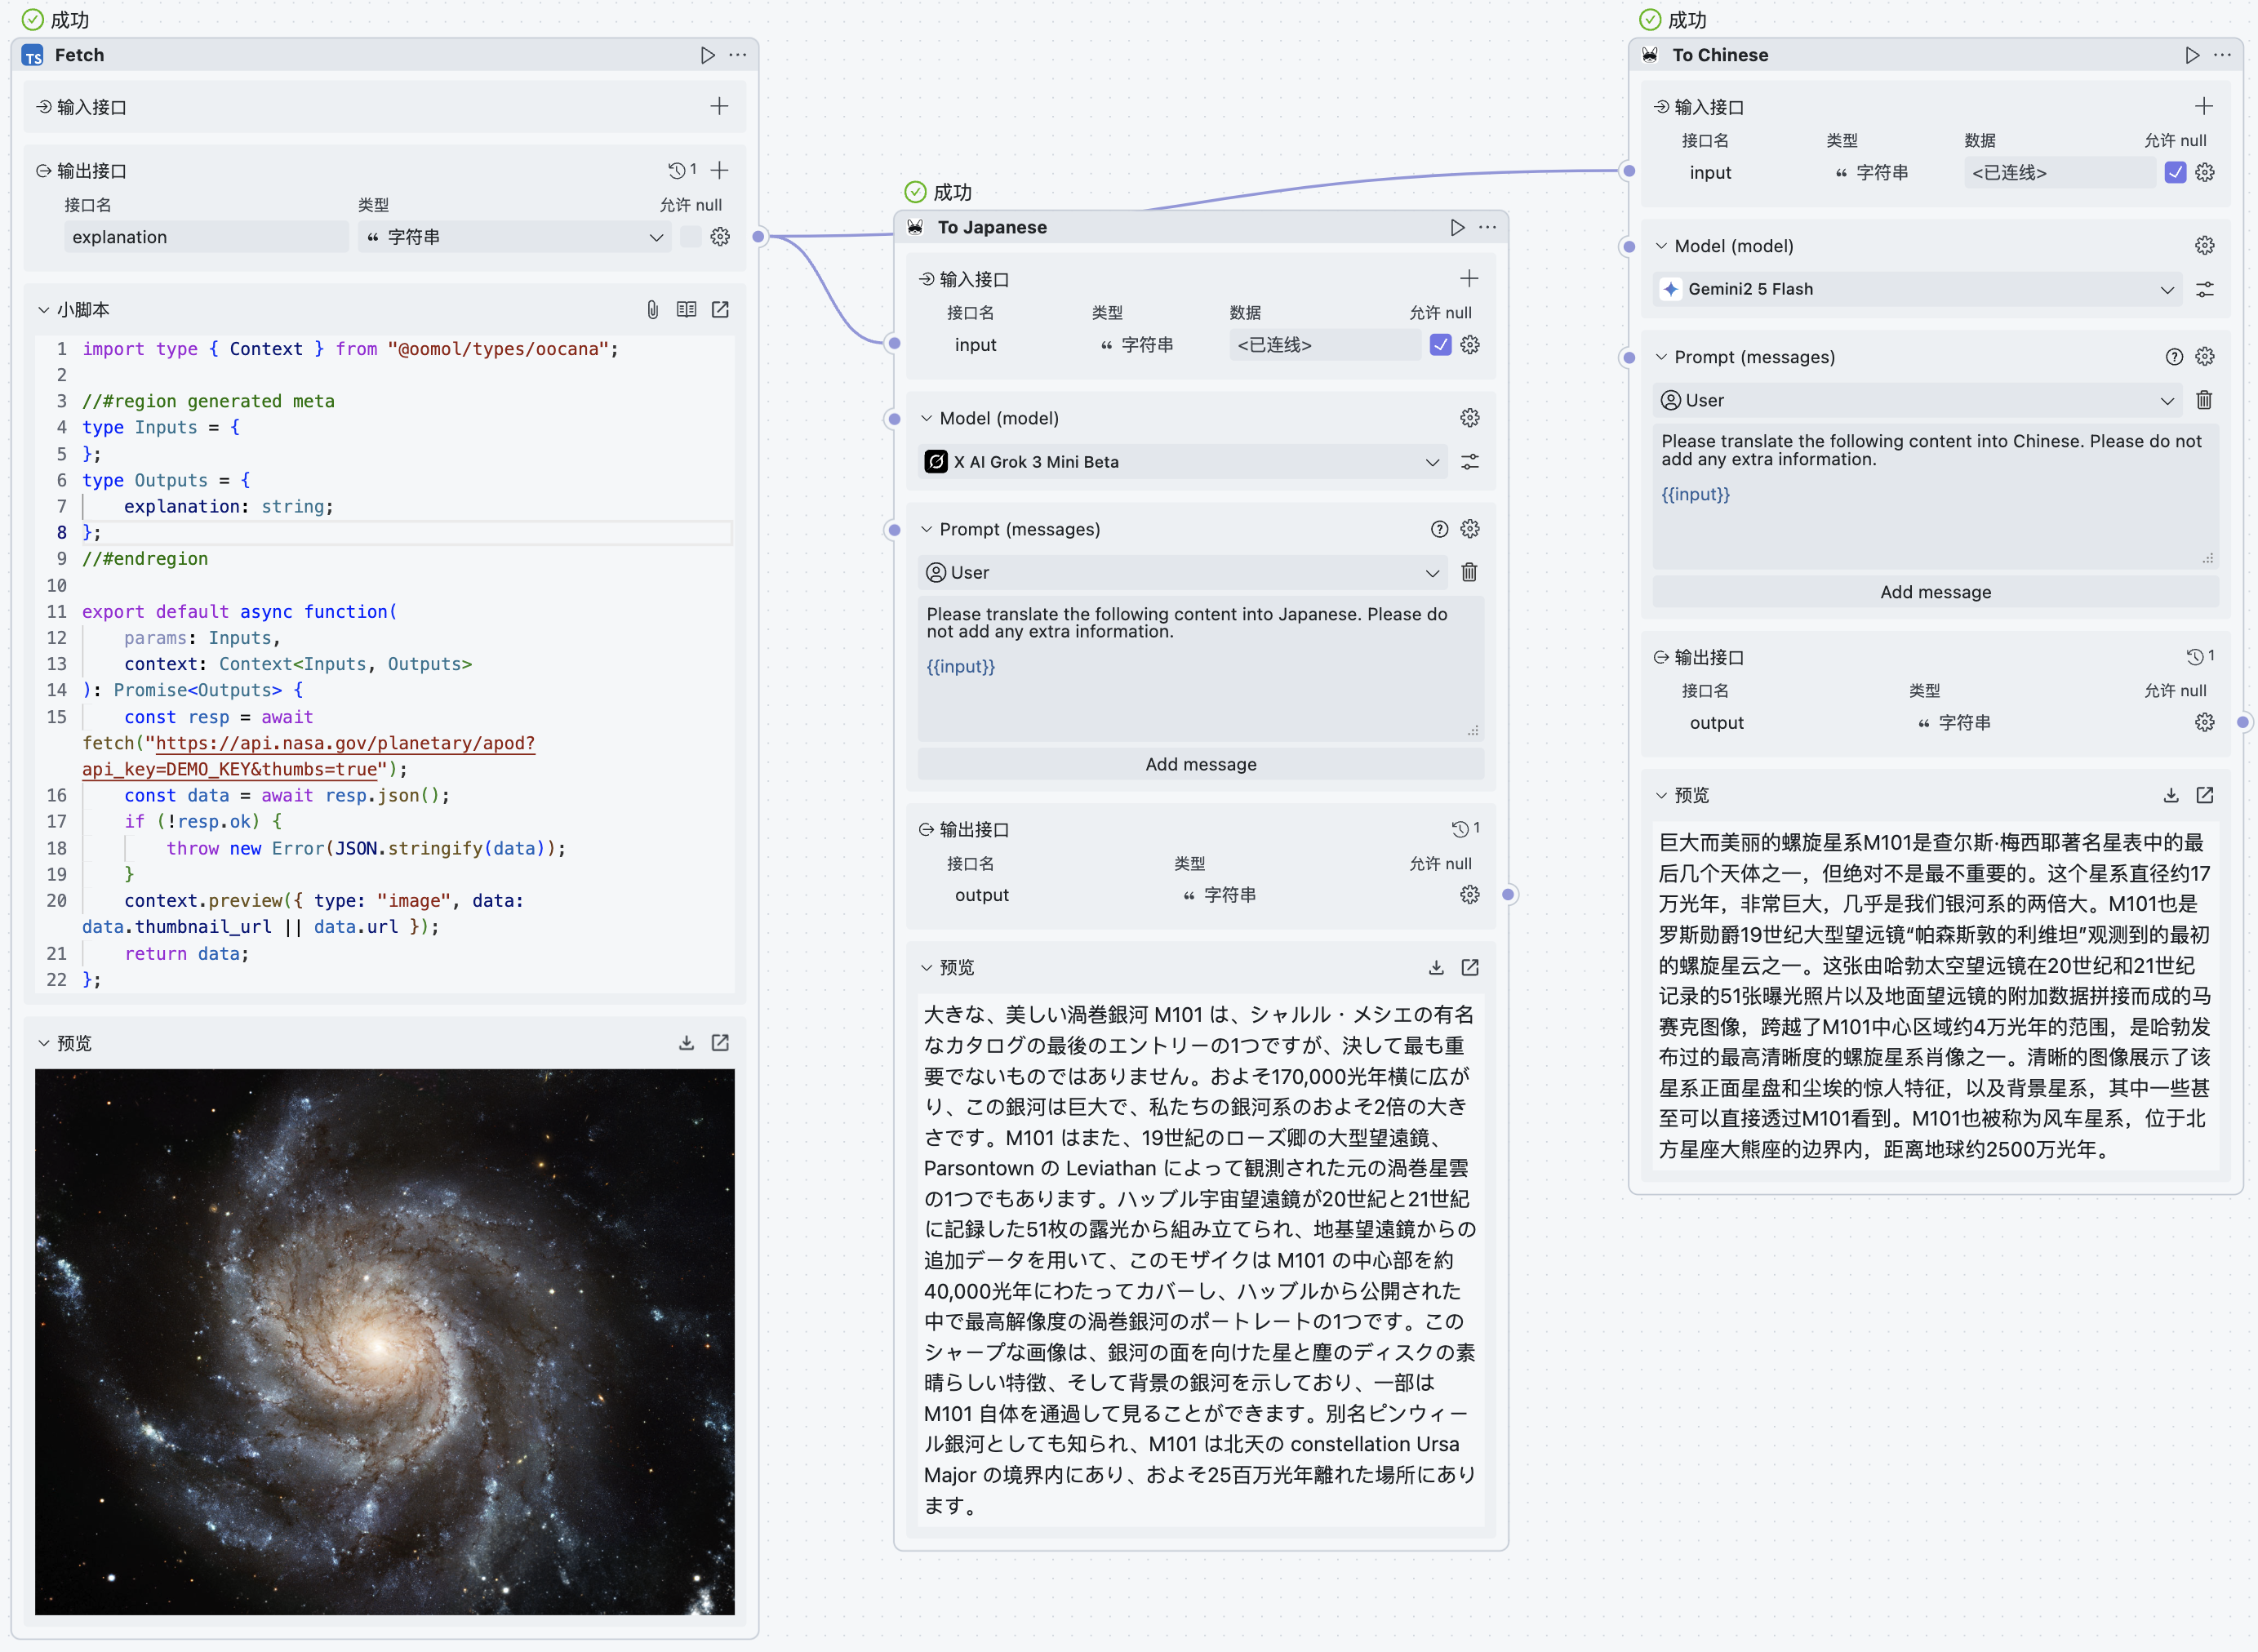 成功
TS Fetch
输入接口
输出接口 1
接口名 类型 允许 null
explanation “ 字符串
小脚本
1 import type { Context } from "@oomol/types/oocana";
2
3 //#region generated meta
4 type Inputs = {
5 };
6 type Outputs = {
7 explanation: string;
8 };
9 //#endregion
10
11 export default async function(
12 params: Inputs,
13 context: Context<Inputs, Outputs>
14 ): Promise<Outputs> {
15 const resp = await
fetch("https://api.nasa.gov/planetary/apod?
api_key=DEMO_KEY&thumbs=true");
16 const data = await resp.json();
17 if (!resp.ok) {
18 throw new Error(JSON.stringify(data));
19 }
20 context.preview({ type: "image", data:
data.thumbnail_url || data.url });
21 return data;
22 };
预览
成功
To Japanese
输入接口
接口名 类型 数据 允许 null
input “ 字符串 <已连线>
Model (model)
X AI Grok 3 Mini Beta
Prompt (messages)
User
Please translate the following content into Japanese. Please do
not add any extra information.
{{input}}
Add message
输出接口 1
接口名 类型 允许 null
output “ 字符串
预览
大きな、美しい渦巻銀河 M101 は、シャルル・メシエの有名
なカタログの最後のエントリーの1つですが、決して最も重
要でないものではありません。およそ170,000光年横に広が
り、この銀河は巨大で、私たちの銀河系のおよそ2倍の大き
さです。M101 はまた、19世紀のローズ卿の大型望遠鏡、
Parsontown の Leviathan によって観測された元の渦巻星雲
の1つでもあります。ハッブル宇宙望遠鏡が20世紀と21世紀
に記録した51枚の露光から組み立てられ、地基望遠鏡からの
追加データを用いて、このモザイクは M101 の中心部を約
40,000光年にわたってカバーし、ハッブルから公開された
中で最高解像度の渦巻銀河のポートレートの1つです。この
シャープな画像は、銀河の面を向けた星と塵のディスクの素
晴らしい特徴、そして背景の銀河を示しており、一部は
M101 自体を通過して見ることができます。別名ピンウィー
ル銀河としても知られ、M101 は北天の constellation Ursa
Major の境界内にあり、およそ25百万光年離れた場所にあり
ます。
成功
To Chinese
输入接口
接口名 类型 数据 允许 null
input “ 字符串 <已连线>
Model (model)
Gemini2 5 Flash
Prompt (messages)
User
Please translate the following content into Chinese. Please do not
add any extra information.
{{input}}
Add message
输出接口 1
接口名 类型 允许 null
output “ 字符串
预览
巨大而美丽的螺旋星系M101是查尔斯·梅西耶著名星表中的最
后几个天体之一，但绝对不是最不重要的。这个星系直径约17
万光年，非常巨大，几乎是我们银河系的两倍大。M101也是
罗斯勋爵19世纪大型望远镜“帕森斯敦的利维坦”观测到的最初
的螺旋星云之一。这张由哈勃太空望远镜在20世纪和21世纪
记录的51张曝光照片以及地面望远镜的附加数据拼接而成的马
赛克图像，跨越了M101中心区域约4万光年的范围，是哈勃发
布过的最高清晰度的螺旋星系肖像之一。清晰的图像展示了该
星系正面星盘和尘埃的惊人特征，以及背景星系，其中一些甚
至可以直接透过M101看到。M101也被称为风车星系，位于北
方星座大熊座的边界内，距离地球约2500万光年。